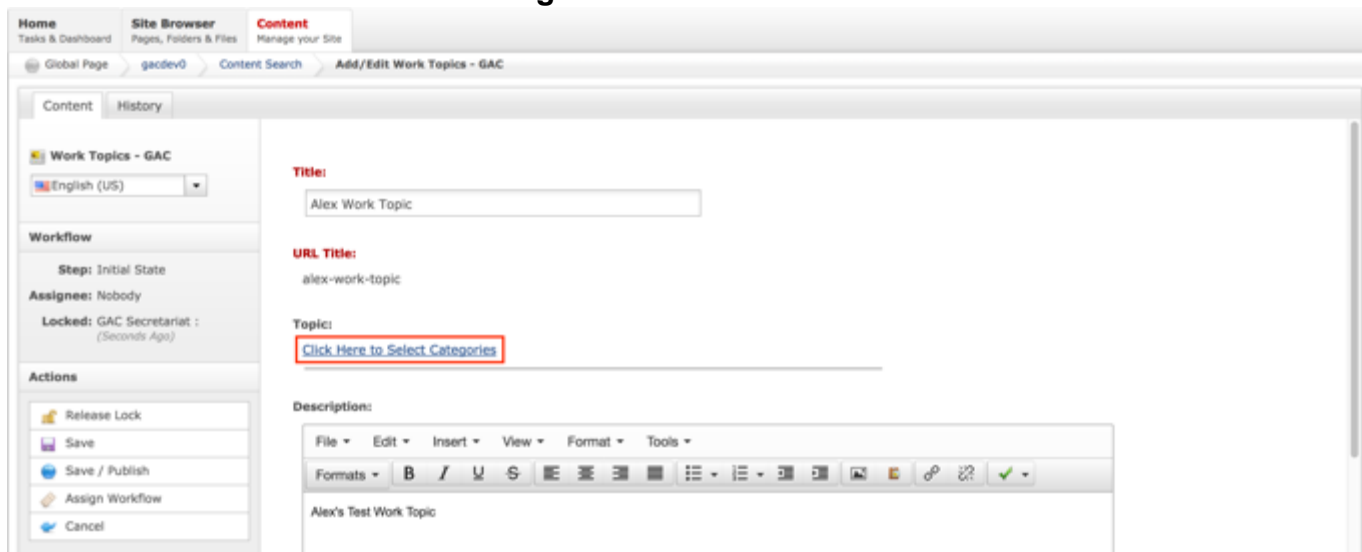 Home Site Browser Content
Tasks & Dashboard Pages, Folders & Files Manage your Site
Global Page gacdev0 Content Search Add/Edit Work Topics - GAC
Content History
Work Topics - GAC
English (US)
Workflow
Step: Initial State
Assignee: Nobody
Locked: GAC Secretariat :
(Seconds Ago)
Actions
Release Lock
Save
Save / Publish
Assign Workflow
Cancel
Title:
Alex Work Topic
URL Title:
alex-work-topic
Topic:
Click Here to Select Categories
Description:
File Edit Insert View Format Tools
Formats B I U S
Alex's Test Work Topic